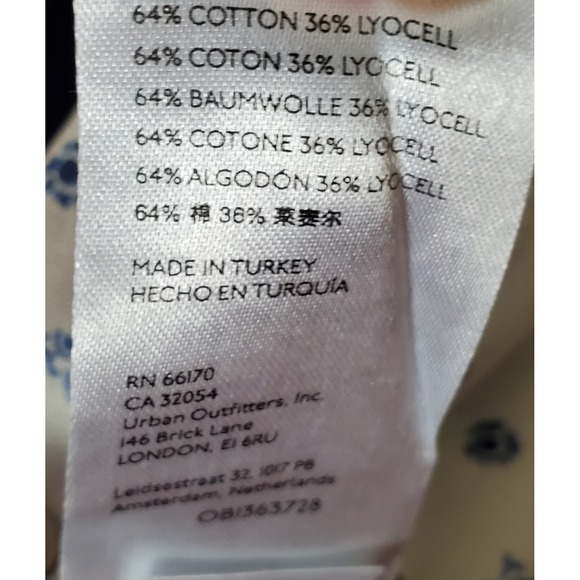 64% COTTON 36% LYOCELL
64% COTON 36% LYOCELL
64% BAUMWOLLE 36% LYOCELL
64% COTONE 36% LYOCELL
64% ALGODÓN 36% LYOCELL
64% 棉 36% 莱赛尔
MADE IN TURKEY
HECHO EN TURQUÍA
RN 66170
CA 32054
Urban Outfitters, Inc.
146 Brick Lane
LONDON, E1 6RU
Leidsestraat 32, 1017 PB
Amsterdam, Netherlands
OB1363728